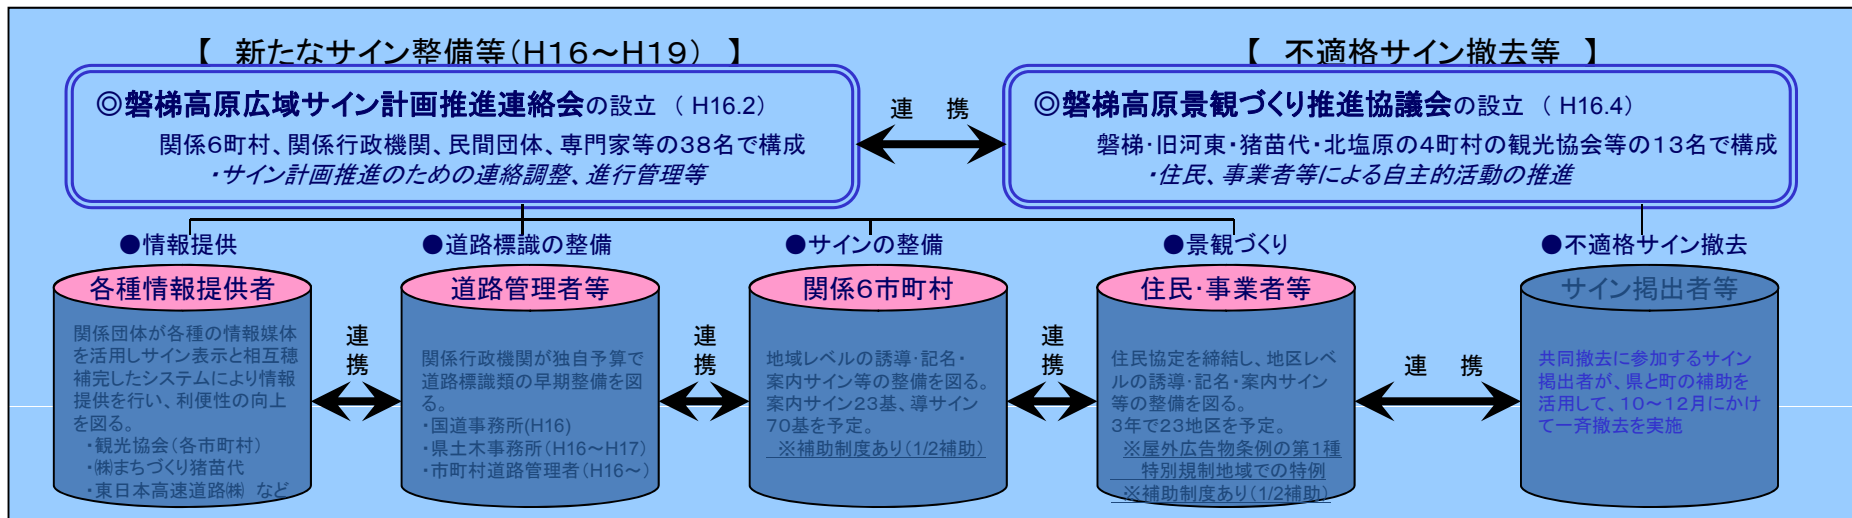 【 新たなサイン整備等(H16～H19) 】
◎磐梯高原広域サイン計画推進連絡会の設立 ( H16.2)
関係6町村、関係行政機関、民間団体、専門家等の38名で構成
・サイン計画推進のための連絡調整、進行管理等
連 携
【 不適格サイン撤去等 】
◎磐梯高原景観づくり推進協議会の設立 ( H16.4)
磐梯・旧河東・猪苗代・北塩原の4町村の観光協会等の13名で構成
・住民、事業者等による自主的活動の推進
●情報提供
各種情報提供者
関係団体が各種の情報媒体
を活用しサイン表示と相互穂
補完したシステムにより情報
提供を行い、利便性の向上
を図る。
・観光協会(各市町村)
・㈱まちづくり猪苗代
・東日本高速道路㈱ など
連
携
●道路標識の整備
道路管理者等
関係行政機関が独自予算で
道路標識類の早期整備を図
る。
・国道事務所(H16)
・県土木事務所(H16～H17)
・市町村道路管理者(H16～)
連
携
●サインの整備
関係6市町村
地域レベルの誘導・記名・
案内サイン等の整備を図る。
案内サイン23基、導サイン
70基を予定。
※補助制度あり(1/2補助)
連
携
●景観づくり
住民・事業者等
住民協定を締結し、地区レベ
ルの誘導・記名・案内サイン
等の整備を図る。
3年で23地区を予定。
※屋外広告物条例の第1種
特別規制地域での特例
※補助制度あり(1/2補助)
連 携
●不適格サイン撤去
サイン掲出者等
共同撤去に参加するサイン
掲出者が、県と町の補助を
活用して、10～12月にかけ
て一斉撤去を実施